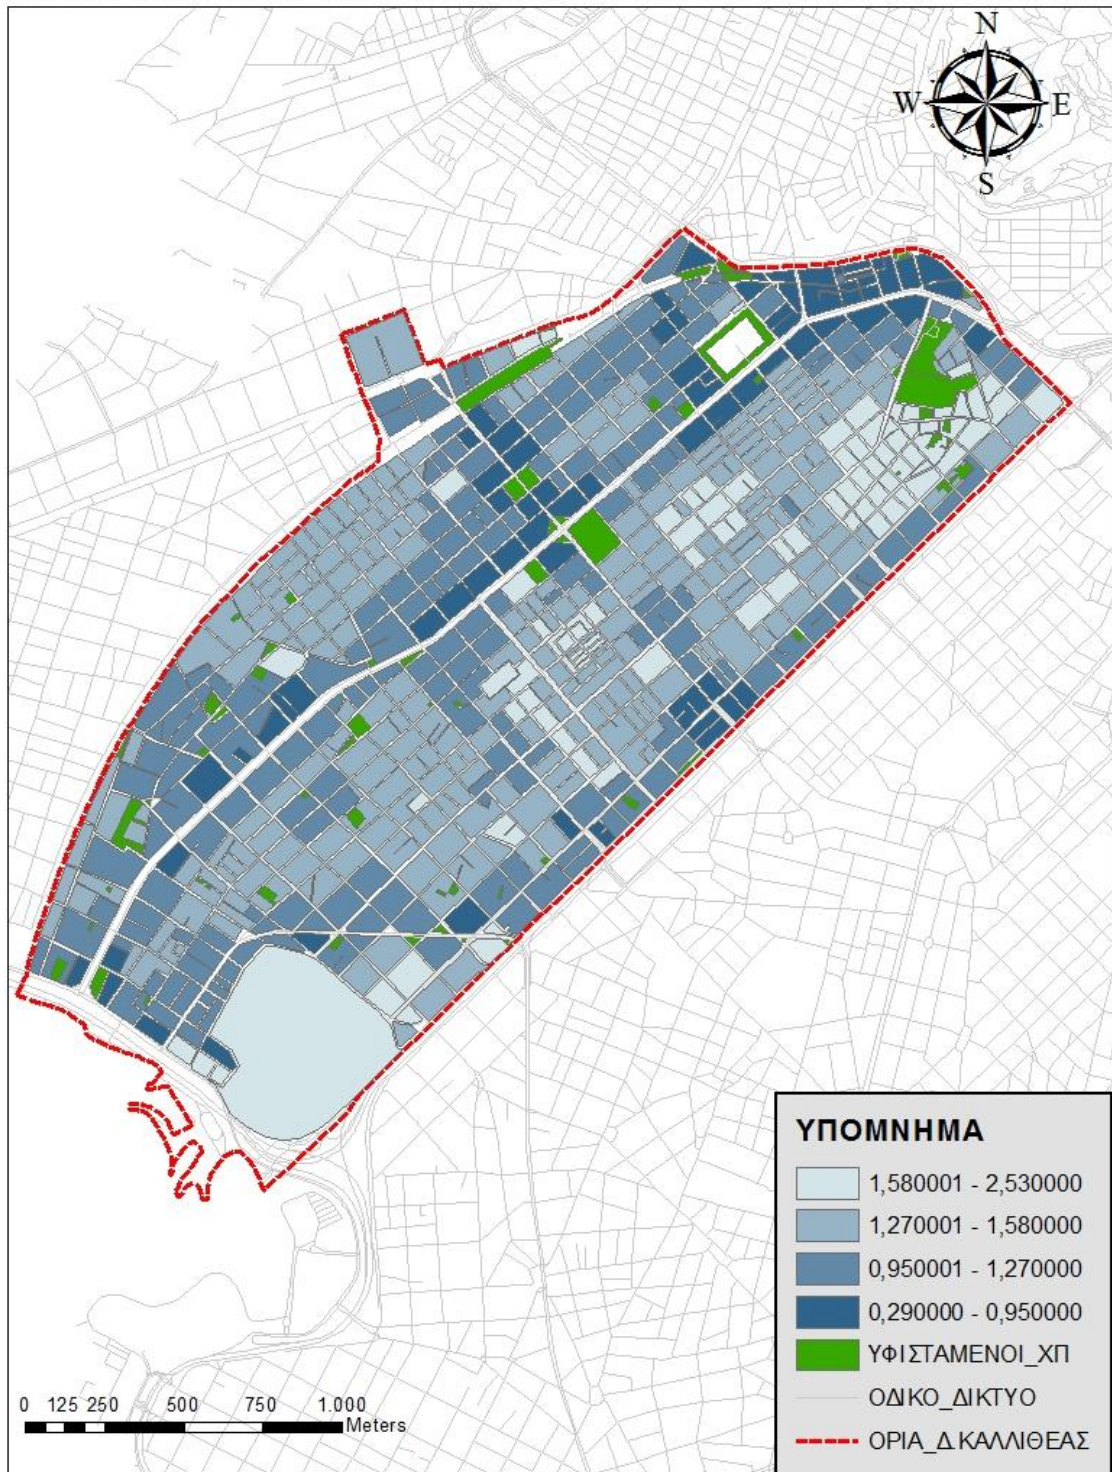 N
W E
S
ΥΠΟΜΝΗΜΑ
1,580001 - 2,530000
1,270001 - 1,580000
0,950001 - 1,270000
0,290000 - 0,950000
ΥΦΙΣΤΑΜΕΝΟΙ_ΧΠ
ΟΔΙΚΟ_ΔΙΚΤΥΟ
ΟΡΙΑ_Δ.ΚΑΛΛΙΘΕΑΣ
0 125 250 500 750 1.000
Meters